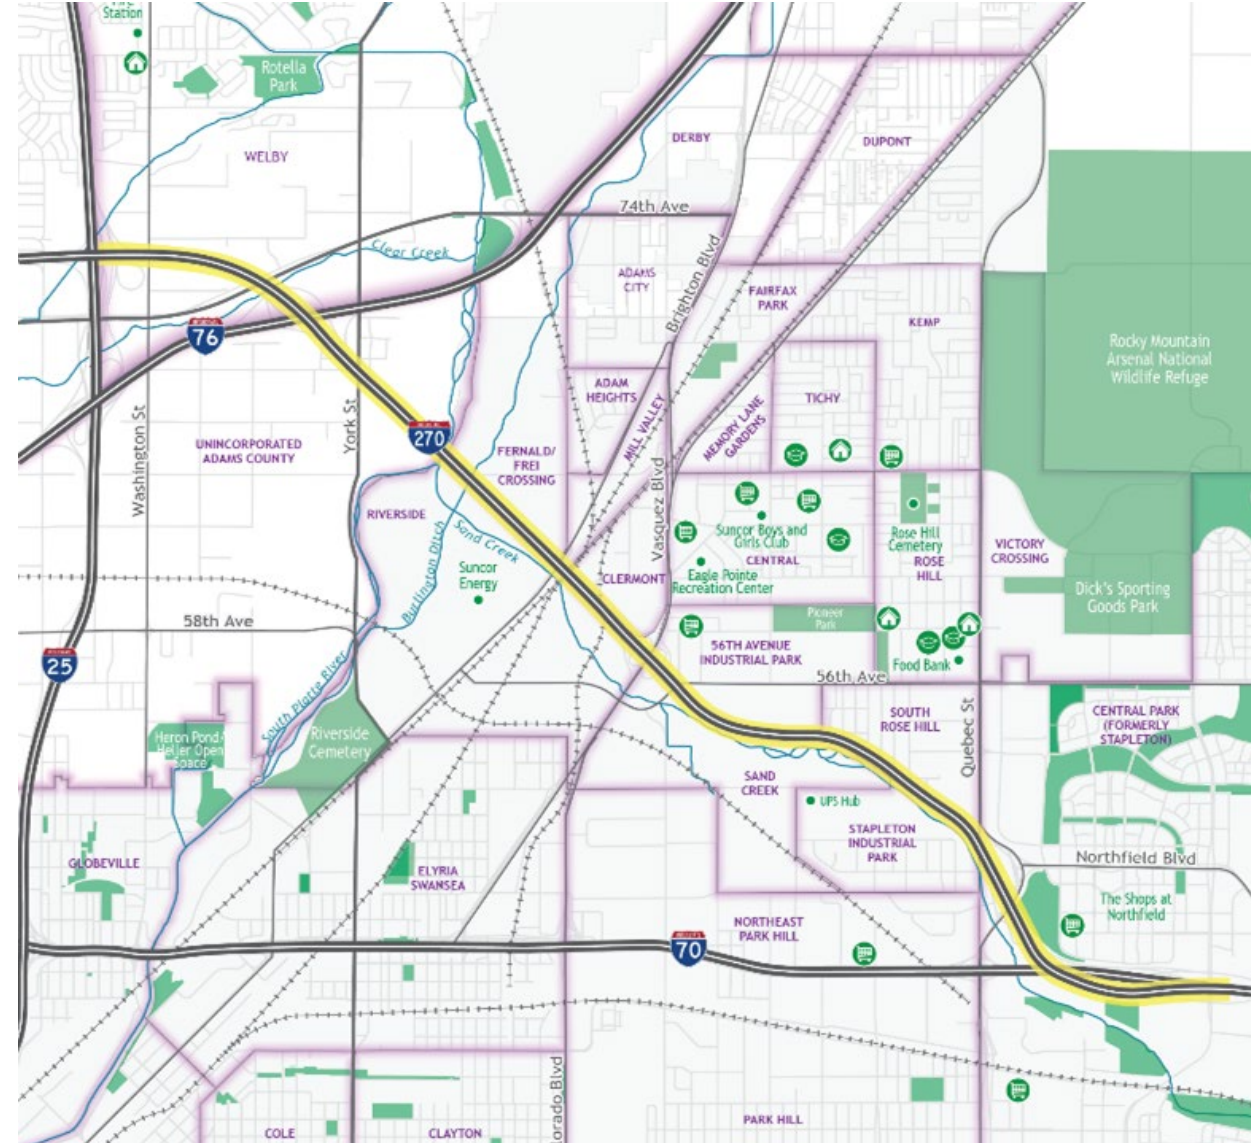 Station
Rotella
Park
WELBY
DERBY
DUPONT
74th Ave
Clear Creek
ADAMS
CITY
Brighton Blvd
FAIRFAX
PARK
KEMP
Rocky Mountain
Arsenal National
Wildlife Refuge
76
ADAM
HEIGHTS
MILL VALLEY
MEMORY LANE
GARDENS
TICHY
Washington St
York St
270
UNINCORPORATED
ADAMS COUNTY
FERNALD/
FREI
CROSSING
RIVERSIDE
Burlington Ditch
Sand Creek
Vasquez Blvd
Suncor Boys and
Girls Club
CENTRAL
Rose Hill
Cemetery
ROSE
HILL
VICTORY
CROSSING
Suncor
Energy
CLERMONT
Eagle Pointe
Recreation Center
Dick's Sporting
Goods Park
58th Ave
Pioneer
Park
25
56TH AVENUE
INDUSTRIAL PARK
Food Bank
56th Ave
South Platte River
Heron Pond/
Heller Open
Space
Riverside
Cemetery
SOUTH
ROSE HILL
Quebec St
CENTRAL PARK
(FORMERLY
STAPLETON)
SAND
CREEK
UPS Hub
STAPLETON
INDUSTRIAL
PARK
GLOBEVILLE
ELYRIA
SWANSEA
Northfield Blvd
The Shops at
Northfield
NORTHEAST
PARK HILL
70
orado Blvd
COLE
CLAYTON
PARK HILL